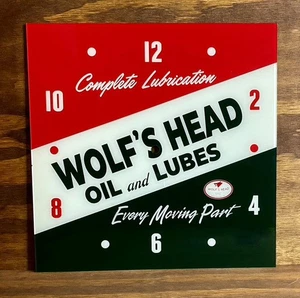 12
Complete Lubrication
10
2
WOLF'S HEAD
OIL and LUBES
8
Every Moving Part
4
6